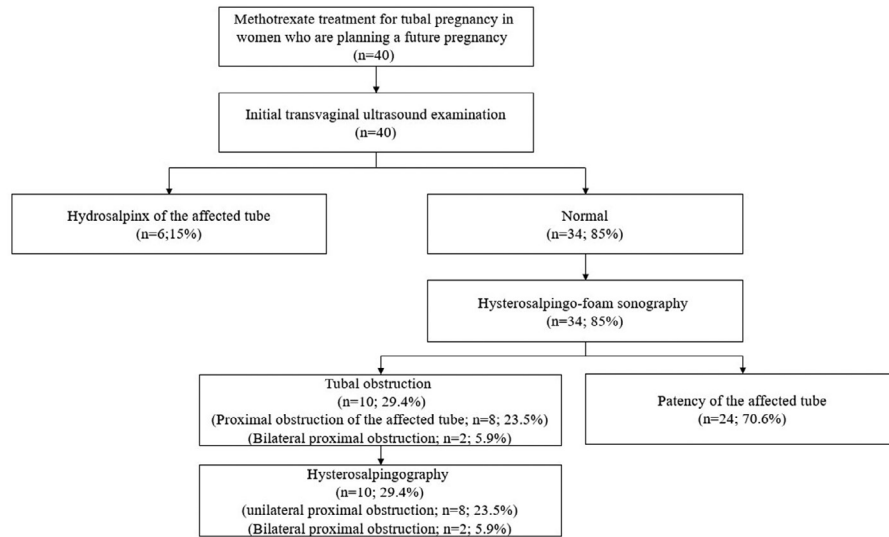 Methotrexate treatment for tubal pregnancy in
women who are planning a future pregnancy
(n=40)
Initial transvaginal ultrasound examination
(n=40)
Hydrosalpinx of the affected tube
(n=6;15%)
Normal
(n=34; 85%)
Hysterosalpingo-foam sonography
(n=34; 85%)
Tubal obstruction
(n=10; 29.4%)
(Proximal obstruction of the affected tube; n=8; 23.5%)
(Bilateral proximal obstruction; n=2; 5.9%)
Patency of the affected tube
(n=24; 70.6%)
Hysterosalpingography
(n=10; 29.4%)
(unilateral proximal obstruction; n=8; 23.5%)
(Bilateral proximal obstruction; n=2; 5.9%)